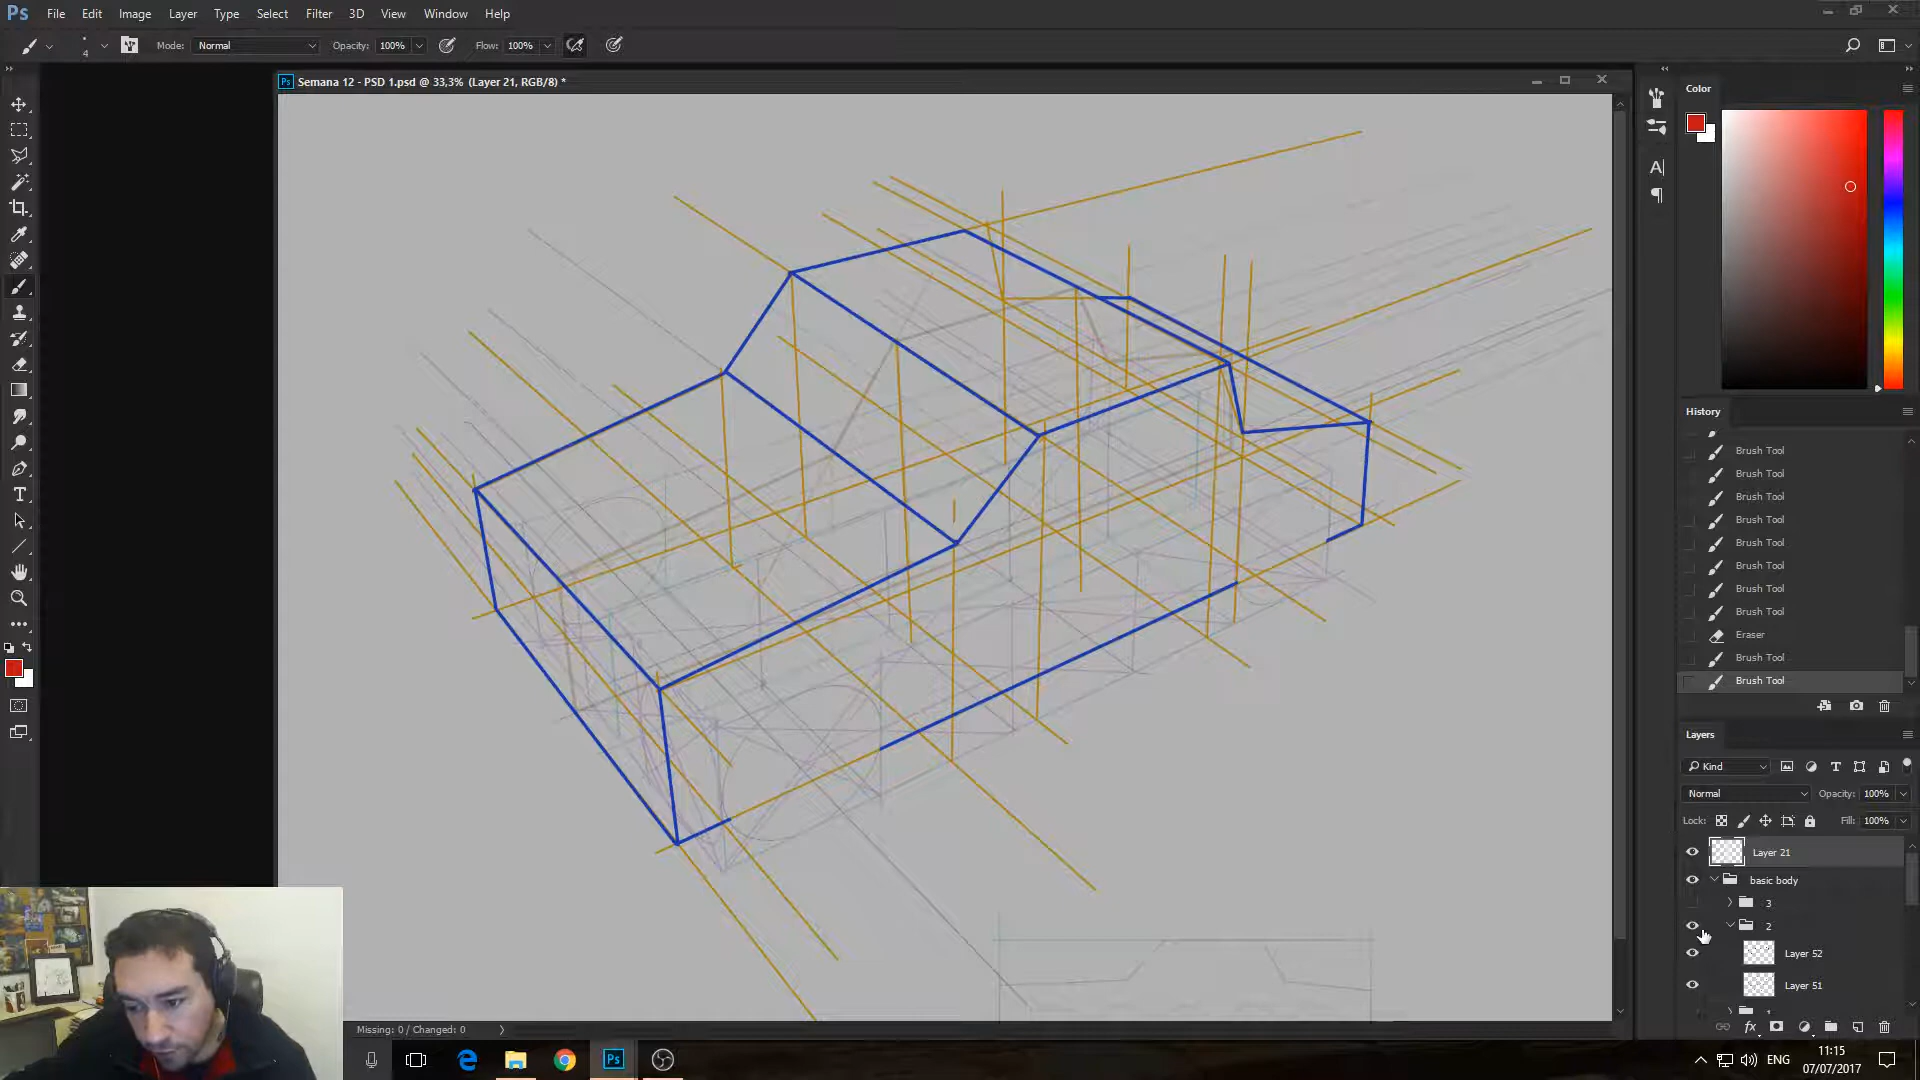 Ps File Edit Image Layer Type Select Filter 3D View Window Help
4 Mode: Normal Opacity: 100% Flow: 100%
Ps Semana 12 - PSD 1.psd @ 33,3% (Layer 21, RGB/8) *
Color
History
Brush Tool
Brush Tool
Brush Tool
Brush Tool
Brush Tool
Brush Tool
Brush Tool
Brush Tool
Eraser
Brush Tool
Brush Tool
Layers
Kind
Normal Opacity: 100%
Lock: Fill: 100%
Layer 21
basic body
3
2
Layer 52
Layer 51
Missing: 0 / Changed: 0
Ps
ENG
11:15
07/07/2017